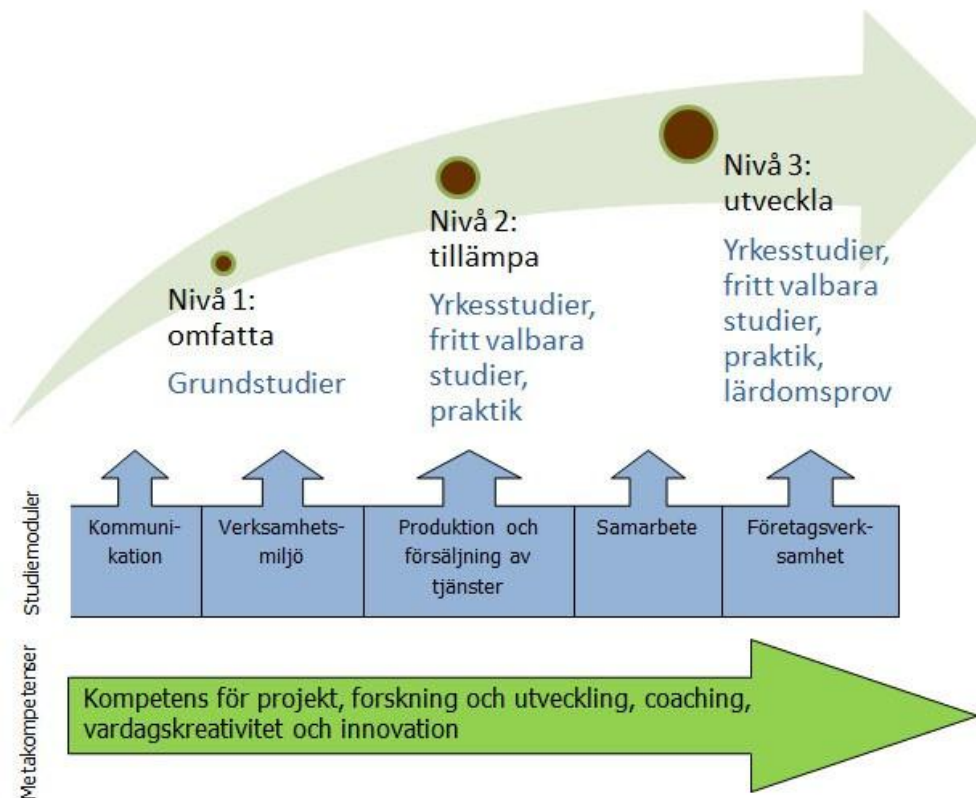 Nivå 1:
omfatta
Grundstudier
Nivå 2:
tillämpa
Yrkesstudier,
fritt valbara
studier,
praktik
Nivå 3:
utveckla
Yrkesstudier,
fritt valbara
studier,
praktik,
lärdomsprov
Studiemoduler
Kommuni-
kation
Verksamhets-
miljö
Produktion och
försäljning av
tjänster
Samarbete
Företagsverk-
samhet
Metakompetenser
Kompetens för projekt, forskning och utveckling, coaching,
vardagskreativitet och innovation